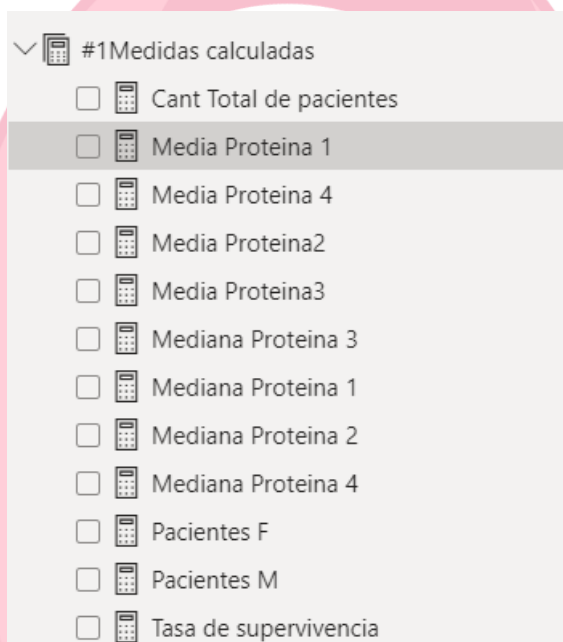 #1Medidas calculadas
Cant Total de pacientes
Media Proteina 1
Media Proteina 4
Media Proteina2
Media Proteina3
Mediana Proteina 3
Mediana Proteina 1
Mediana Proteina 2
Mediana Proteina 4
Pacientes F
Pacientes M
Tasa de supervivencia